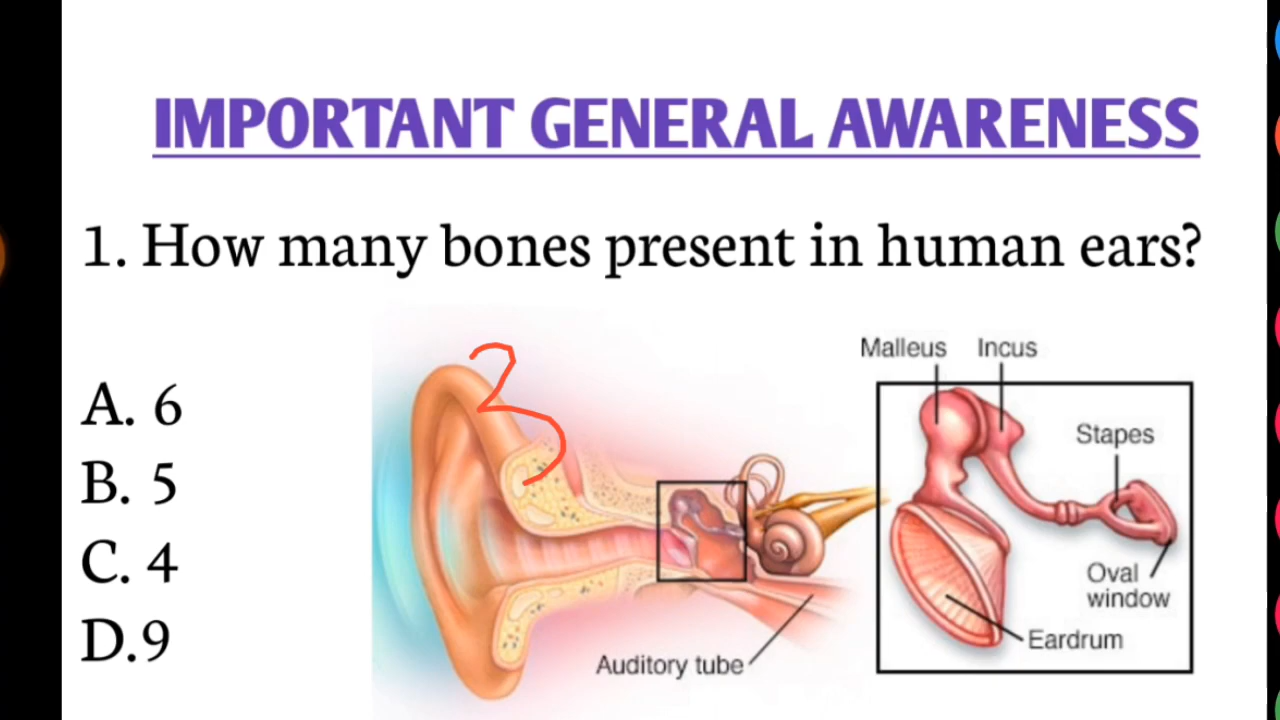 IMPORTANT GENERAL AWARENESS
1. How many bones present in human ears?
A. 6
B. 5
C. 4
D.9
3
Auditory tube
Malleus Incus
Stapes
Oval
window
Eardrum